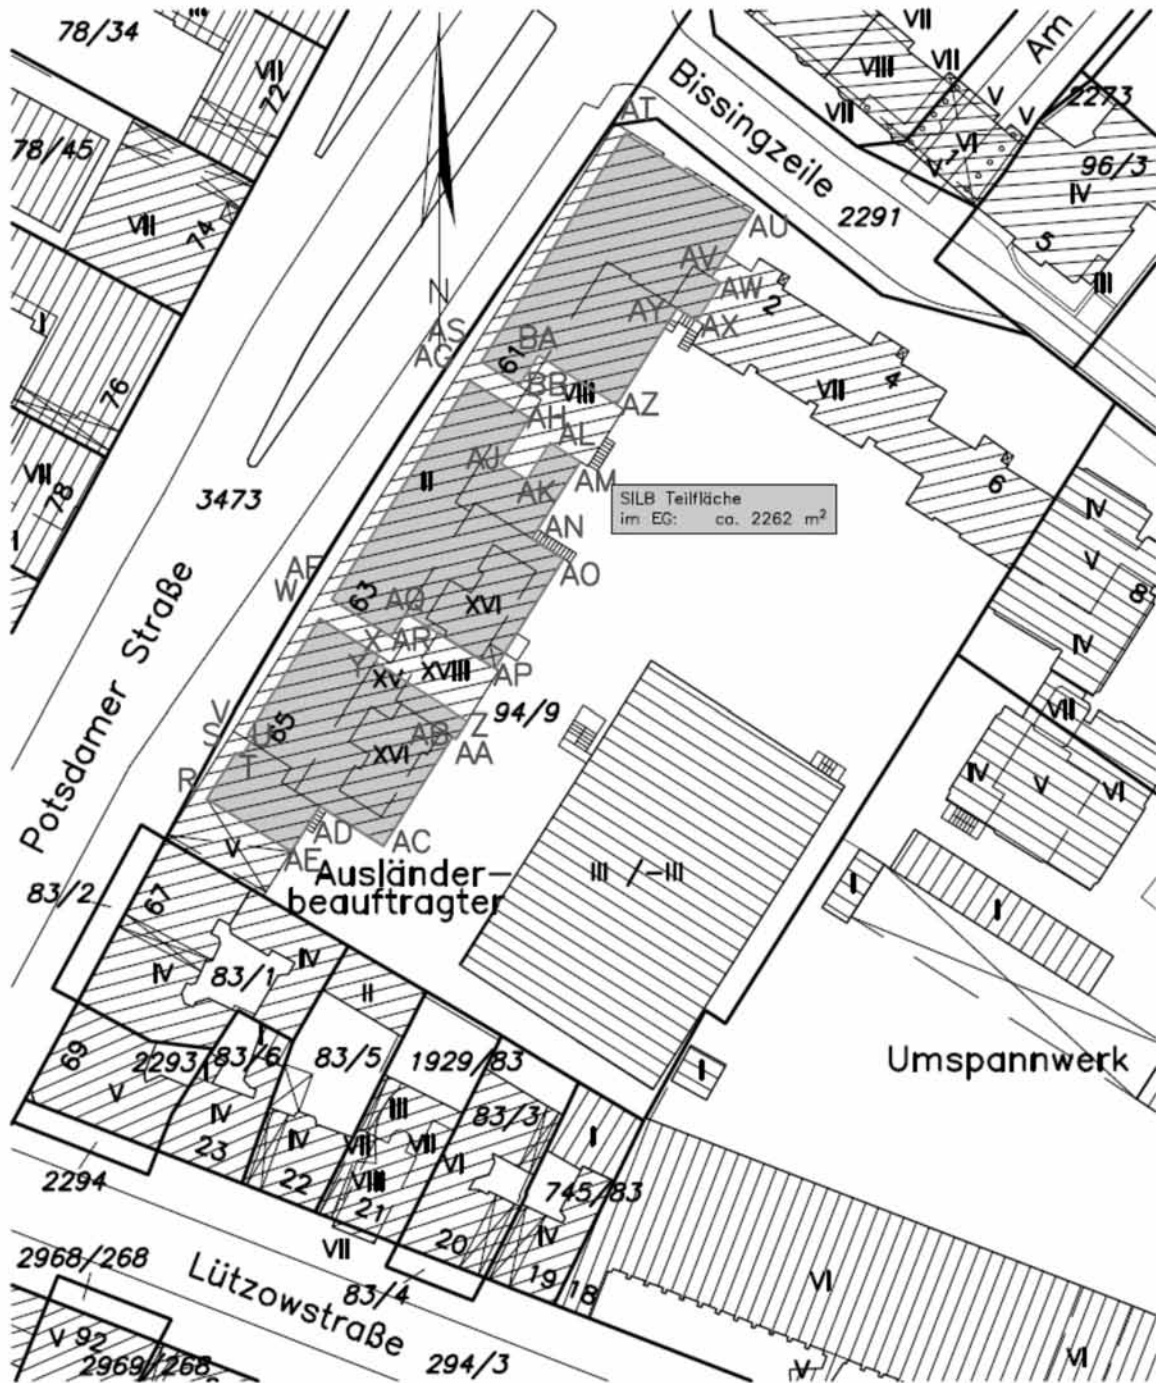 78/34
VII
72
VII
VIII
VII
VII
Am
V
V
2273
VI
V
1
96/3
IV
Bissingzeile
2291
5
III
AT
78/45
VII
74
AU
AV
AW
AY
AX
2
N
AS
AG
BA
61
BB
VIII
AH
AL
AZ
VII
4
6
I
76
VII
78
I
3473
II
AJ
AK
AM
SILB Teilfläche
im EG: ca. 2262 m²
AN
AO
IV
V
IV
AF
W
63
AQ
XVI
X
AR
Y
XV
XVIII
AP
94/9
Potsdamer Straße
V
S
U
65
T
R
AB
Z
AA
XVI
VII
IV
V
VI
AD
AC
AE
V
Ausländer-
beauftragter
III /-III
I
I
83/2
67
IV
83/1
IV
II
69
2293
I
83/6
83/5
1929/83
83/3
Umspannwerk
I
V
IV
23
IV
22
III
VII
VII
VIII
21
VI
20
I
745/83
IV
19
18
2294
VII
2968/268
Lützowstraße
83/4
294/3
V 92
2969/268
VI
VI
V